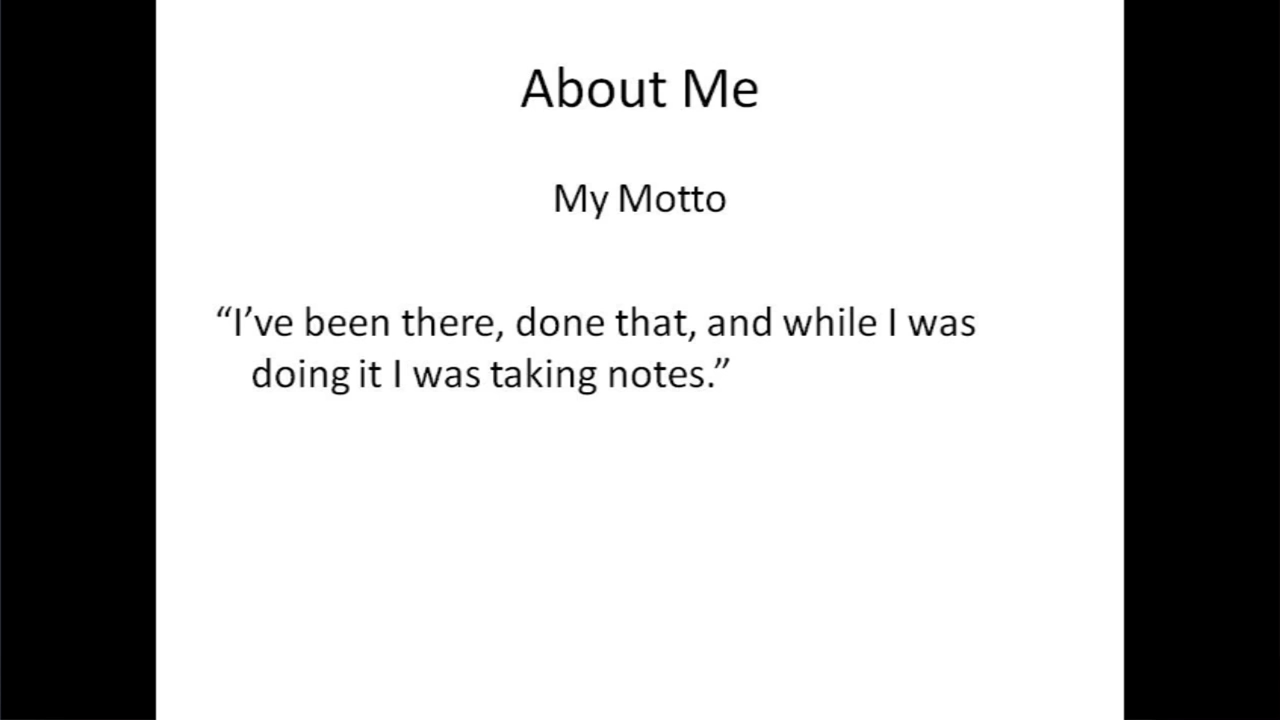 About Me
My Motto
“I’ve been there, done that, and while I was
doing it I was taking notes.”